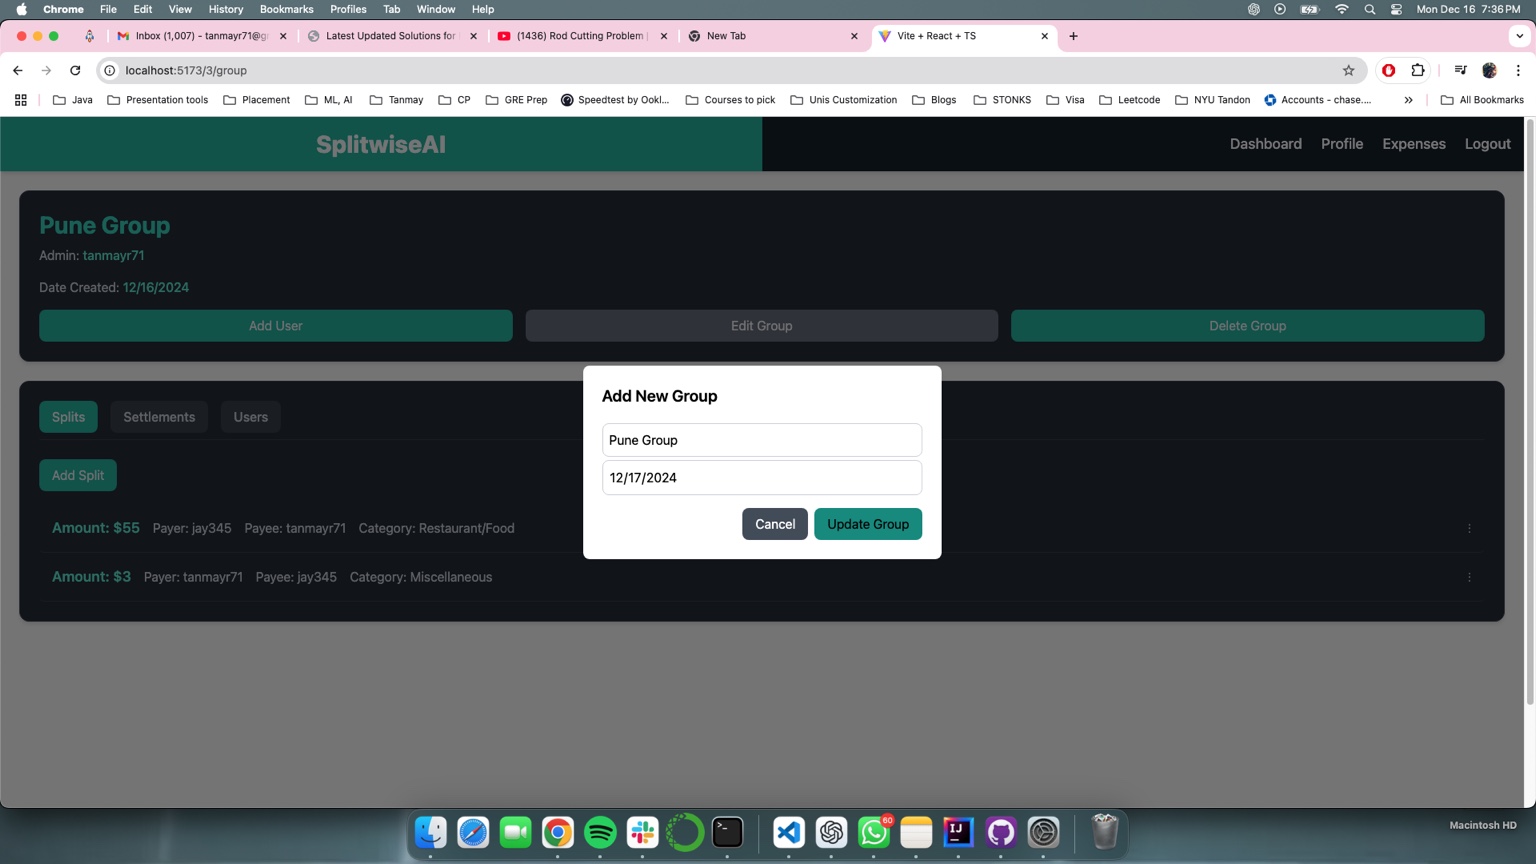 Chrome File Edit View History Bookmarks Profiles Tab Window Help Mon Dec 16 7:36 PM
Inbox (1,007) - tanmayr71@g Latest Updated Solutions for (1436) Rod Cutting Problem New Tab Vite + React + TS
localhost:5173/3/group
Java Presentation tools Placement ML, AI Tanmay CP GRE Prep Speedtest by Ookl... Courses to pick Unis Customization Blogs STONKS Visa Leetcode NYU Tandon Accounts - chase.... » All Bookmarks
SplitwiseAI Dashboard Profile Expenses Logout
Pune Group
Admin: tanmayr71
Date Created: 12/16/2024
Add User Edit Group Delete Group
Splits Settlements Users
Add Split
Amount: $55 Payer: jay345 Payee: tanmayr71 Category: Restaurant/Food
Amount: $3 Payer: tanmayr71 Payee: jay345 Category: Miscellaneous
Add New Group
Pune Group
12/17/2024
Cancel Update Group
60
IJ
Macintosh HD